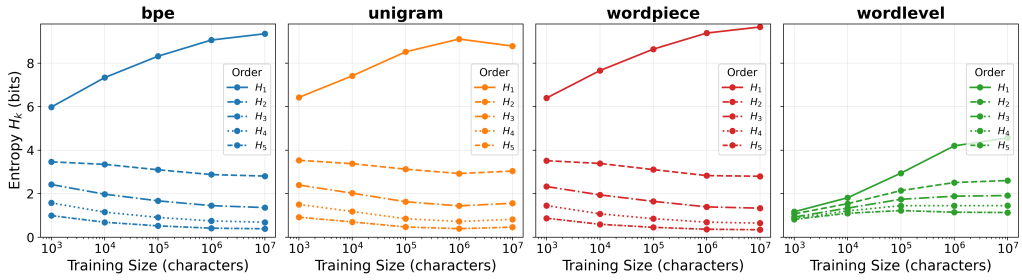 bpe
unigram
wordpiece
wordlevel
Entropy H_k (bits)
8
6
4
2
0
Order
H_1
H_2
H_3
H_4
H_5
Order
H_1
H_2
H_3
H_4
H_5
Order
H_1
H_2
H_3
H_4
H_5
Order
H_1
H_2
H_3
H_4
H_5
10^3 10^4 10^5 10^6 10^7
10^3 10^4 10^5 10^6 10^7
10^3 10^4 10^5 10^6 10^7
10^3 10^4 10^5 10^6 10^7
Training Size (characters)
Training Size (characters)
Training Size (characters)
Training Size (characters)